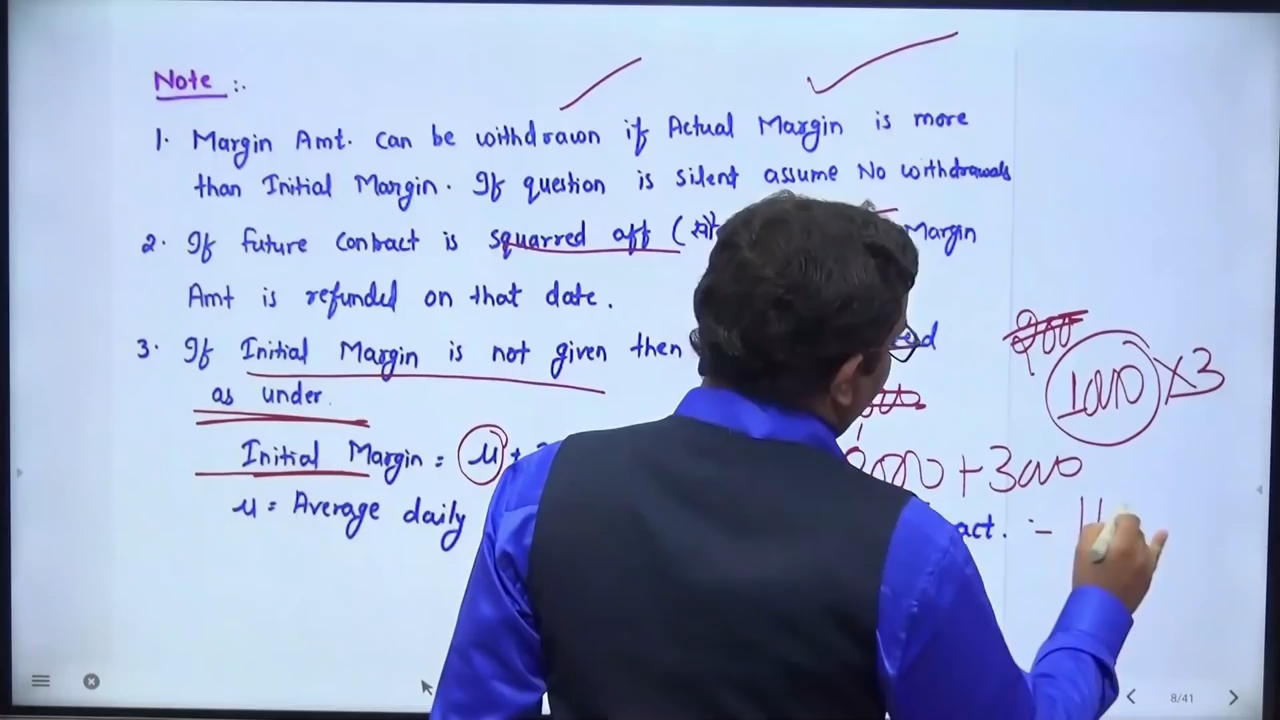 Note :-
1. Margin Amt. Can be withdrawn if Actual Margin is more
than Initial Margin. If question is silent assume No withdrawals
2. If future Contract is squarred off ( Margin
Amt is refunded on that date.
3. If Initial Margin is not given then
as under.
1000 × 3
Initial Margin = μ +
+ 3000
μ = Average daily act. :-
8/41